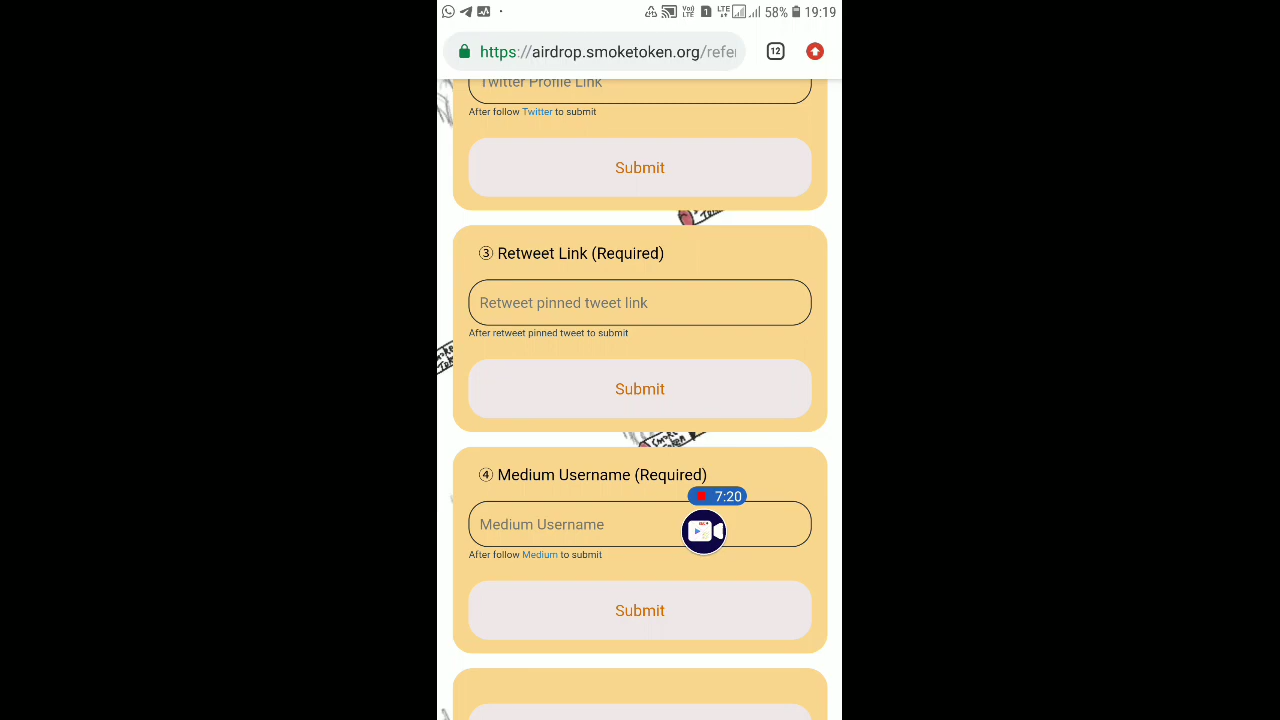 58% 19:19
https://airdrop.smoketoken.org/refe
12
Twitter Profile Link
After follow Twitter to submit
Submit
③ Retweet Link (Required)
Retweet pinned tweet link
After retweet pinned tweet to submit
Submit
④ Medium Username (Required)
7:20
Medium Username
After follow Medium to submit
Submit